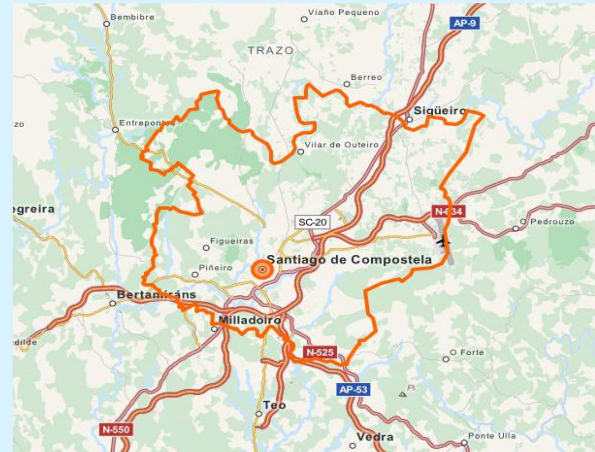 Viaño Pequeno
Bembibre
AP-9
TRAZO
Berreo
Sigüeiro
Entrepontes
Vilar de Outeiro
egreira
SC-20
N-634
Pedrouzo
Figueiras
Santiago de Compostela
Piñeiro
Bertamiráns
Milladoiro
N-525
Forte
AP-53
Teo
N-550
Vedra
Ponte Ulla